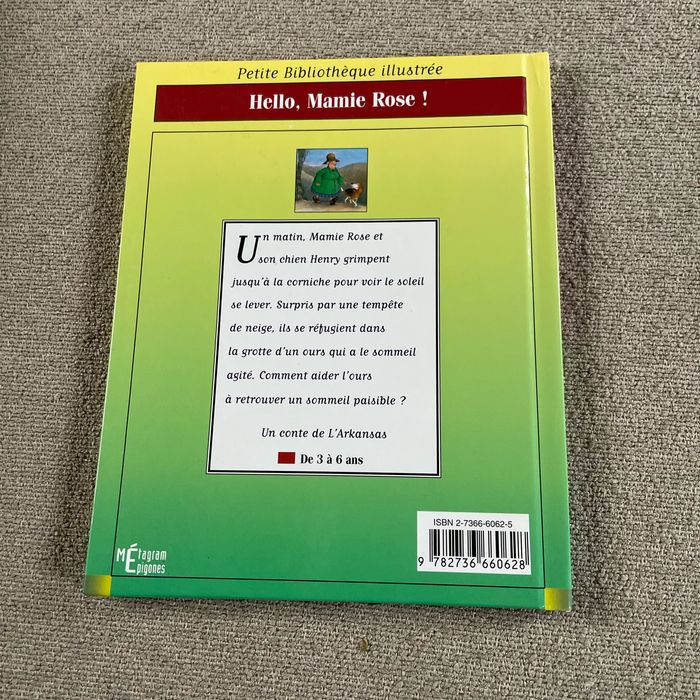 Petite Bibliothèque illustrée
Hello, Mamie Rose !
Un matin, Mamie Rose et
son chien Henry grimpent
jusqu'à la corniche pour voir le soleil
se lever. Surpris par une tempête
de neige, ils se réfugient dans
la grotte d'un ours qui a le sommeil
agité. Comment aider l'ours
à retrouver un sommeil paisible ?
Un conte de L'Arkansas
De 3 à 6 ans
ISBN 2-7366-6062-5
9 782736 660628
MÉtagram
Épigones